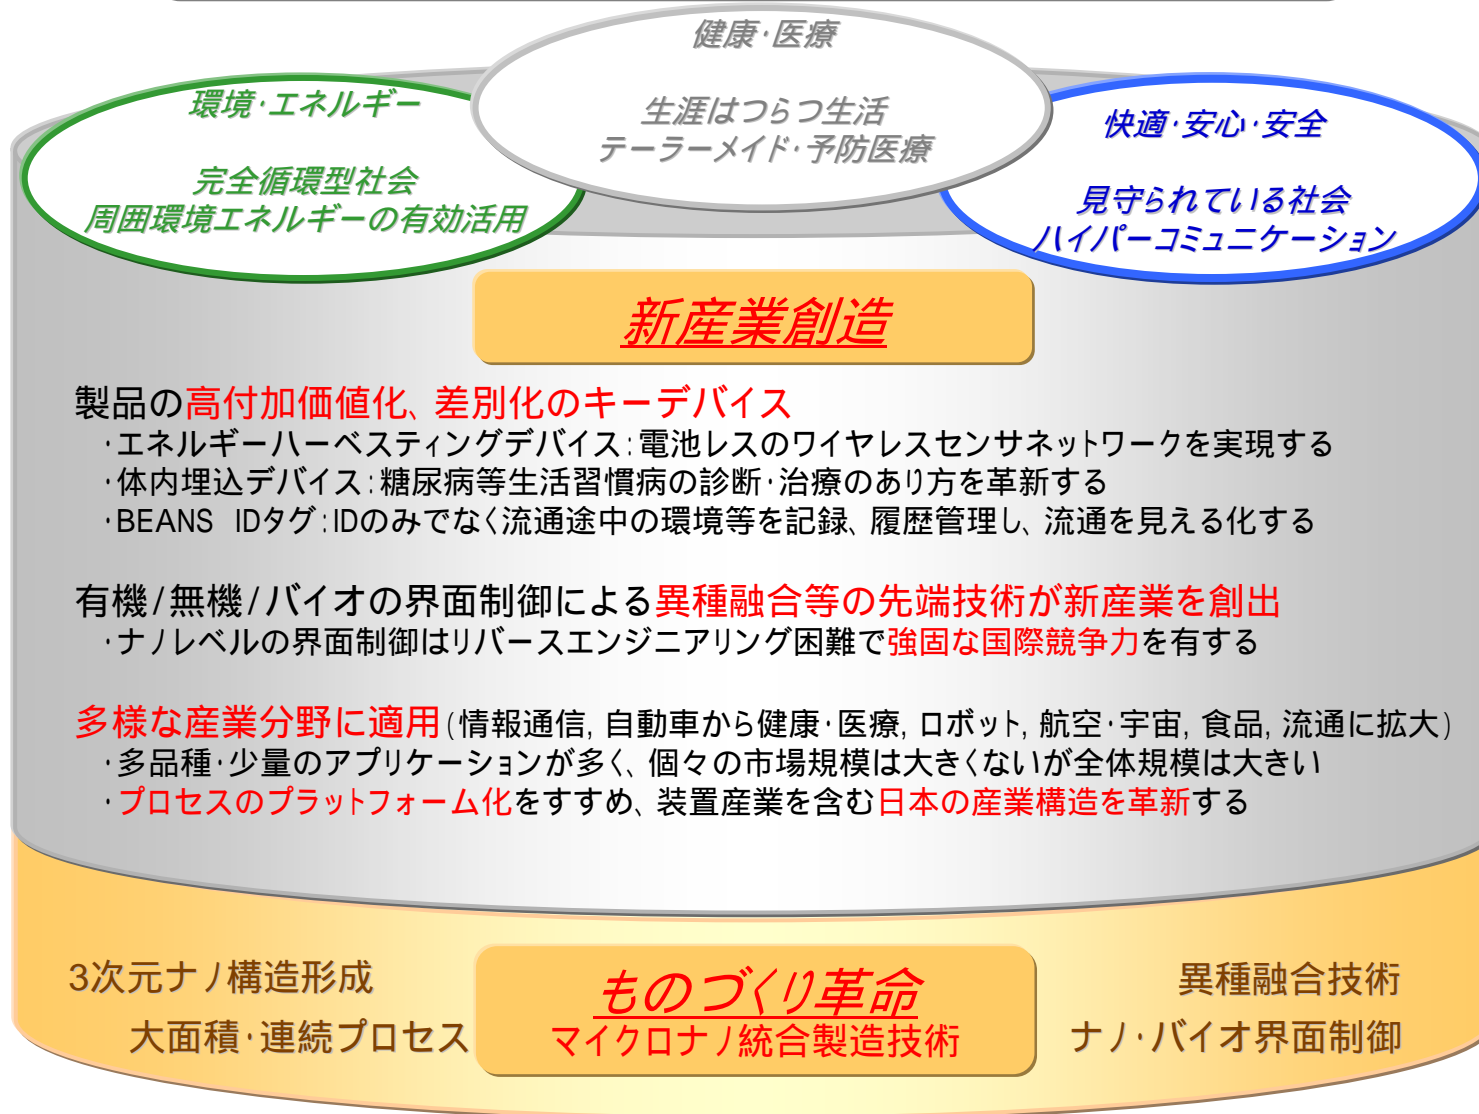 健康・医療
生涯はつらつ生活
テーラーメイド・予防医療
環境・エネルギー
完全循環型社会
周囲環境エネルギーの有効活用
快適・安心・安全
見守られている社会
ハイパーコミュニケーション
新産業創造
製品の高付加価値化、差別化のキーデバイス
・エネルギーハーベスティングデバイス：電池レスのワイヤレスセンサネットワークを実現する
・体内埋込デバイス：糖尿病等生活習慣病の診断・治療のあり方を革新する
・BEANS IDタグ：IDのみでなく流通途中の環境等を記録、履歴管理し、流通を見える化する
有機/無機/バイオの界面制御による異種融合等の先端技術が新産業を創出
・ナノレベルの界面制御はリバースエンジニアリング困難で強固な国際競争力を有する
多様な産業分野に適用(情報通信, 自動車から健康・医療, ロボット, 航空・宇宙, 食品, 流通に拡大)
・多品種・少量のアプリケーションが多く、個々の市場規模は大きくないが全体規模は大きい
・プロセスのプラットフォーム化をすすめ、装置産業を含む日本の産業構造を革新する
3次元ナノ構造形成
大面積・連続プロセス
ものづくり革命
マイクロナノ統合製造技術
異種融合技術
ナノ・バイオ界面制御